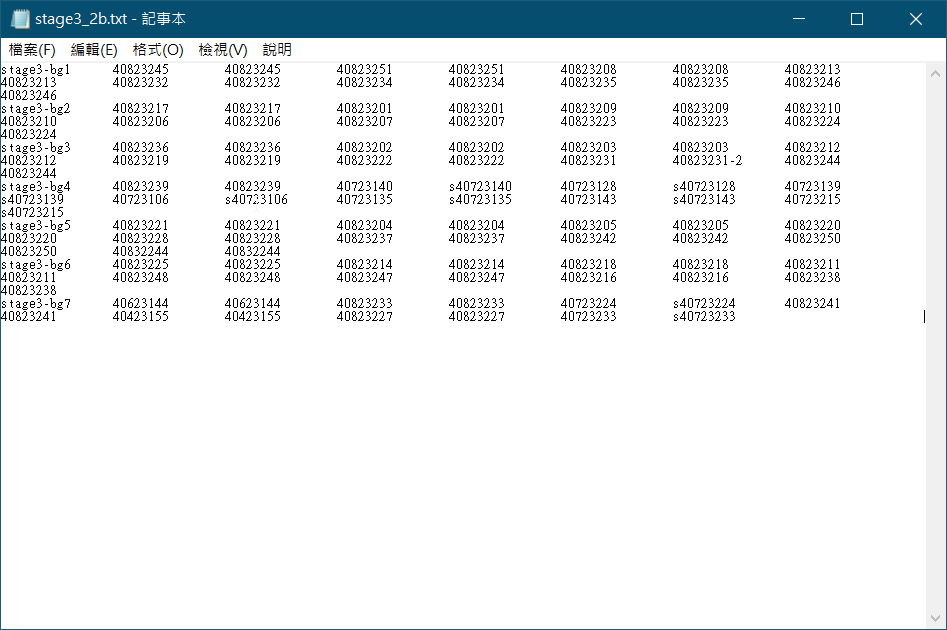 stage3_2b.txt - 記事本
檔案(F) 編輯(E) 格式(O) 檢視(V) 說明
stage3-bg1 40823245 40823245 40823251 40823251 40823208 40823208 40823213
40823213 40823232 40823232 40823234 40823234 40823235 40823235 40823246
40823246
stage3-bg2 40823217 40823217 40823201 40823201 40823209 40823209 40823210
40823210 40823206 40823206 40823207 40823207 40823223 40823223 40823224
40823224
stage3-bg3 40823236 40823236 40823202 40823202 40823203 40823203 40823212
40823212 40823219 40823219 40823222 40823222 40823231 40823231-2 40823244
40823244
stage3-bg4 40823239 40823239 40723140 s40723140 40723128 s40723128 40723139
s40723139 40723106 s40723106 40723135 s40723135 40723143 s40723143 40723215
s40723215
stage3-bg5 40823221 40823221 40823204 40823204 40823205 40823205 40823220
40823220 40823228 40823228 40823237 40823237 40823242 40823242 40823250
40823250 40832244 40832244
stage3-bg6 40823225 40823225 40823214 40823214 40823218 40823218 40823211
40823211 40823248 40823248 40823247 40823247 40823216 40823216 40823238
40823238
stage3-bg7 40623144 40623144 40823233 40823233 40723224 s40723224 40823241
40823241 40423155 40423155 40823227 40823227 40723233 s40723233